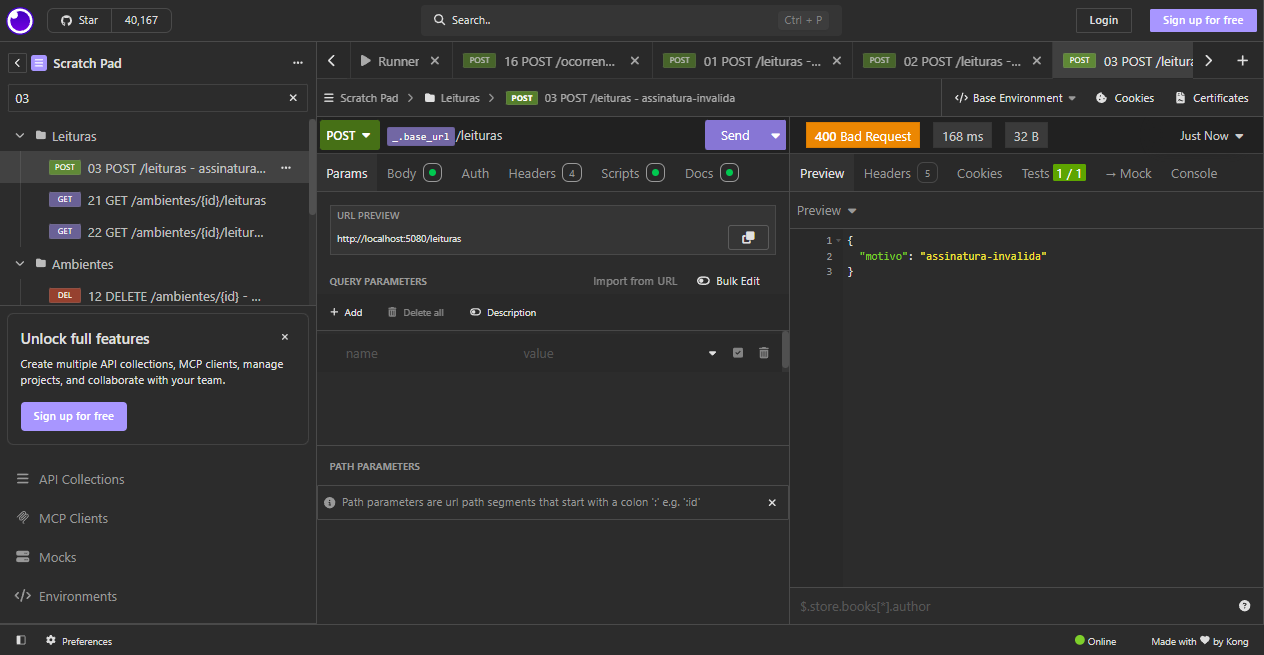 Star 40,167
Search.. Ctrl + P
Login
Sign up for free
Scratch Pad
03
Leituras
POST 03 POST /leituras - assinatura...
GET 21 GET /ambientes/{id}/leituras
GET 22 GET /ambientes/{id}/leitur...
Ambientes
DEL 12 DELETE /ambientes/{id} - ...
Unlock full features
Create multiple API collections, MCP clients, manage
projects, and collaborate with your team.
Sign up for free
API Collections
MCP Clients
Mocks
Environments
Preferences
Runner
POST 16 POST /ocorren...
POST 01 POST /leituras -...
POST 02 POST /leituras -...
POST 03 POST /leitura
Scratch Pad > Leituras > POST 03 POST /leituras - assinatura-invalida
Base Environment
Cookies
Certificates
POST _.base_url /leituras
Send
Params Body Auth Headers 4 Scripts Docs
URL PREVIEW
http://localhost:5080/leituras
QUERY PARAMETERS Import from URL Bulk Edit
+ Add Delete all Description
name value
PATH PARAMETERS
Path parameters are url path segments that start with a colon ':' e.g. ':id'
400 Bad Request 168 ms 32 B Just Now
Preview Headers 5 Cookies Tests 1 / 1 → Mock Console
Preview
1 {
2 "motivo": "assinatura-invalida"
3 }
$.store.books[*].author
Online
Made with ♥ by Kong